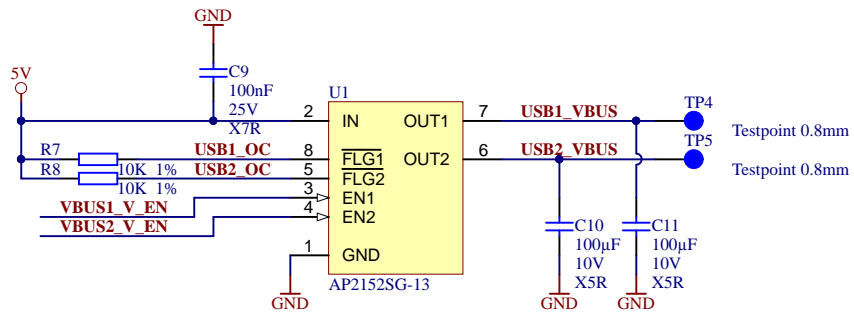 GND
5V
C9
100nF
25V
X7R
U1
2 IN OUT1 7 USB1_VBUS TP4
Testpoint 0.8mm
R7 10K 1% USB1_OC 8 FLG1 OUT2 6 USB2_VBUS TP5
Testpoint 0.8mm
R8 10K 1% USB2_OC 5 FLG2
VBUS1_V_EN 3 EN1
VBUS2_V_EN 4 EN2
1 GND
GND
AP2152SG-13
C10
100µF
10V
X5R
GND
C11
100µF
10V
X5R
GND